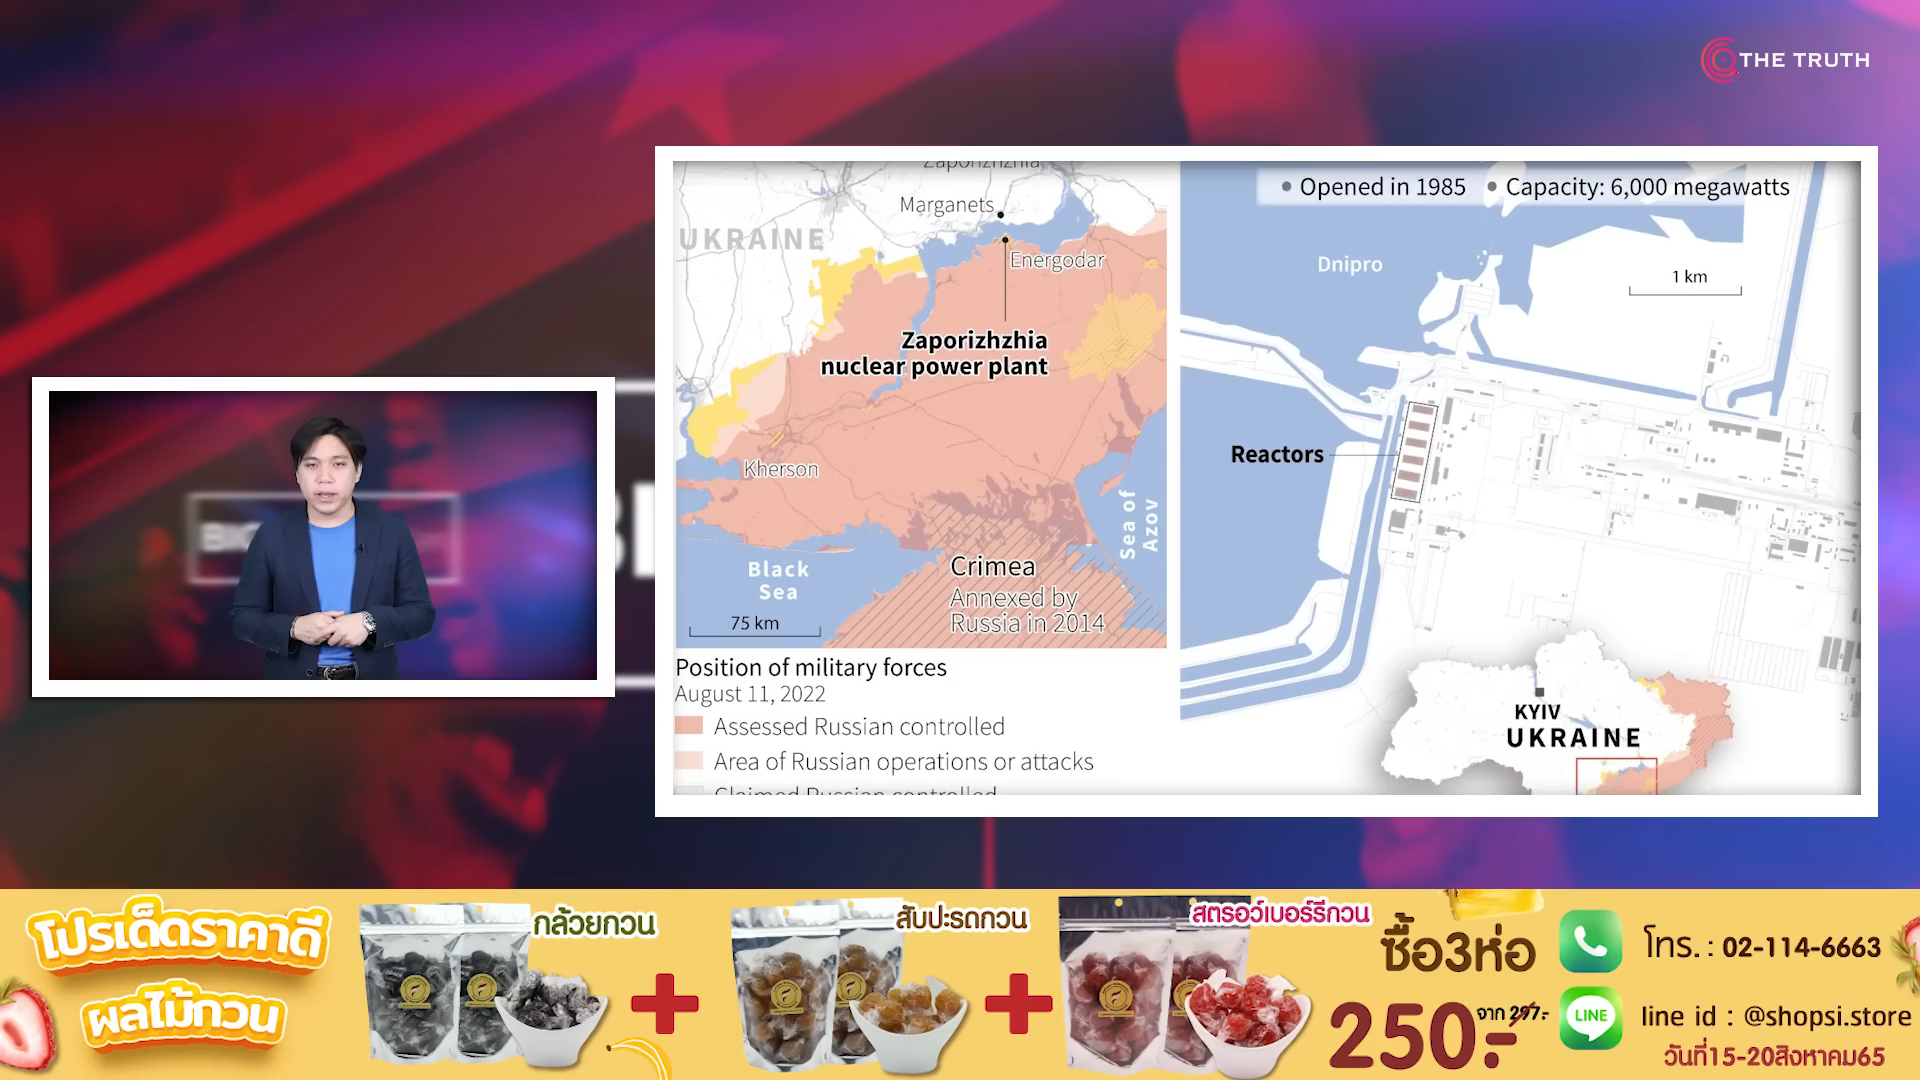 THE TRUTH
Zaporizhzhia
Marganets
UKRAINE
Energodar
Zaporizhzhia
nuclear power plant
Kherson
Sea of
Azov
Black
Sea
Crimea
Annexed by
Russia in 2014
75 km
Position of military forces
August 11, 2022
Assessed Russian controlled
Area of Russian operations or attacks
Claimed Russian controlled
• Opened in 1985 • Capacity: 6,000 megawatts
Dnipro
1 km
Reactors
KYIV
UKRAINE
โปรเด็ดราคาดี
ผลไม้กวน
กล้วยกวน
+
สับปะรดกวน
+
สตรอว์เบอร์รีกวน
ซื้อ3ห่อ
250.-
จาก 297.-
โทร. : 02-114-6663
LINE
line id : @shopsi.store
วันที่15-20สิงหาคม65